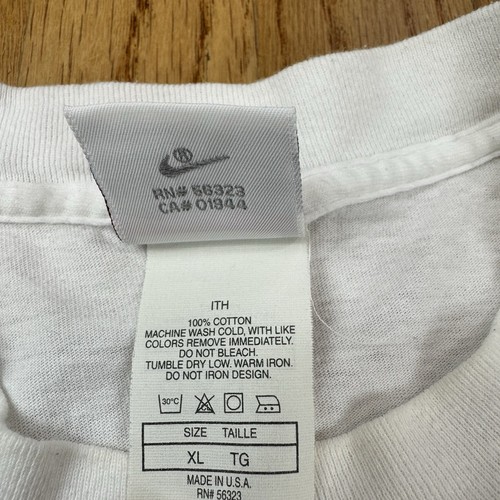 ®
RN# 56323
CA# 01944
ITH
100% COTTON
MACHINE WASH COLD, WITH LIKE
COLORS REMOVE IMMEDIATELY.
DO NOT BLEACH.
TUMBLE DRY LOW. WARM IRON.
DO NOT IRON DESIGN.
30°C
SIZE TAILLE
XL TG
MADE IN U.S.A.
RN# 56323